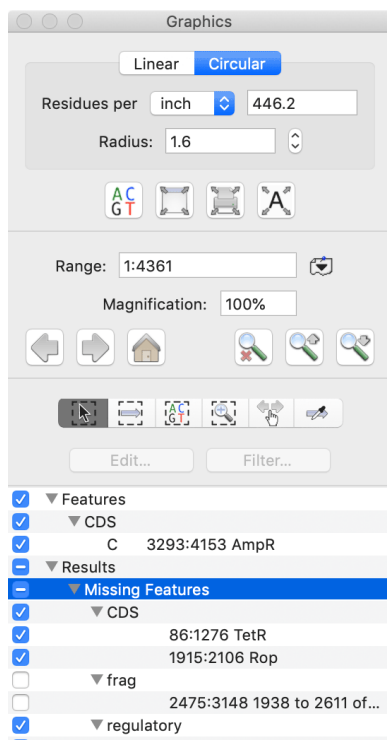 Graphics
Linear Circular
Residues per inch 446.2
Radius: 1.6
A C
G T
A
Range: 1:4361
Magnification: 100%
A C
G T
Edit... Filter...
Features
CDS
C 3293:4153 AmpR
Results
Missing Features
CDS
86:1276 TetR
1915:2106 Rop
frag
2475:3148 1938 to 2611 of...
regulatory